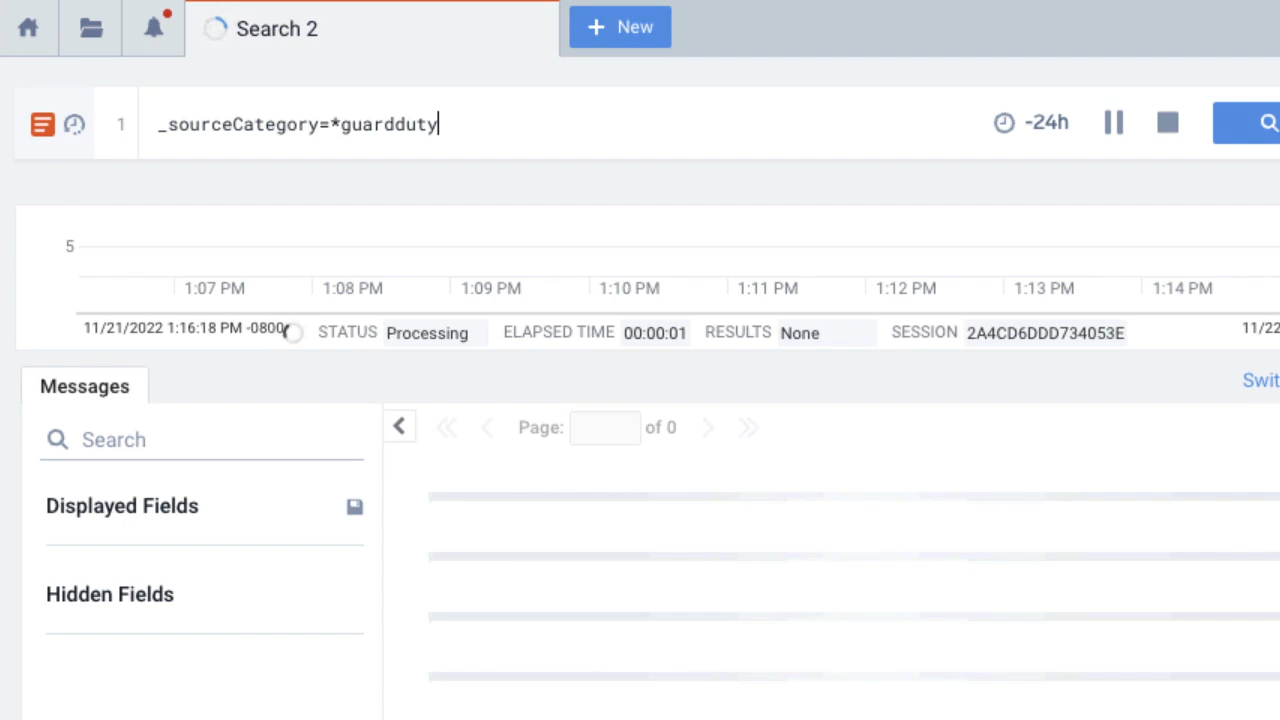 Search 2
+ New
1
_sourceCategory=*guardduty
-24h
5
1:07 PM
1:08 PM
1:09 PM
1:10 PM
1:11 PM
1:12 PM
1:13 PM
1:14 PM
11/21/2022 1:16:18 PM -0800
STATUS Processing
ELAPSED TIME 00:00:01
RESULTS None
SESSION 2A4CD6DDD734053E
11/22
Messages
Swit
Search
Page:
of 0
Displayed Fields
Hidden Fields